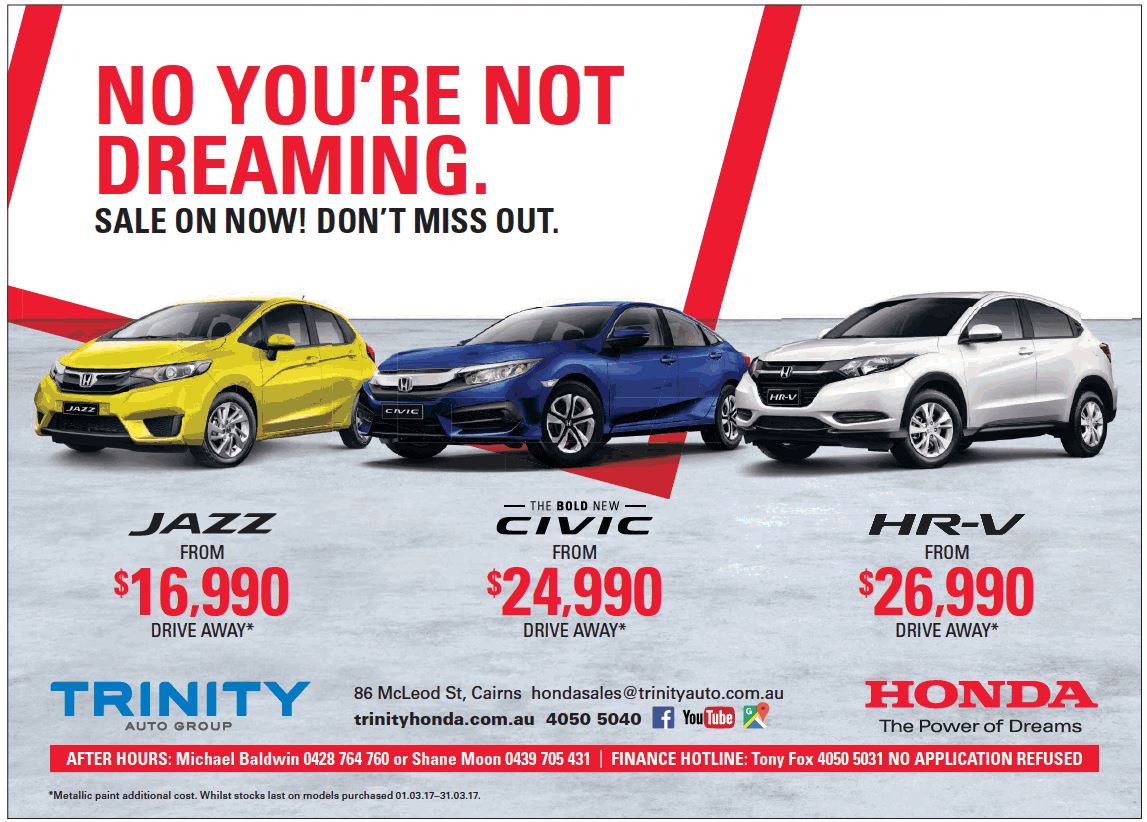 NO YOU'RE NOT
DREAMING.
SALE ON NOW! DON'T MISS OUT.
JAZZ
CIVIC
HR-V
JAZZ
FROM
$16,990
DRIVE AWAY*
THE BOLD NEW
CIVIC
FROM
$24,990
DRIVE AWAY*
HR-V
FROM
$26,990
DRIVE AWAY*
TRINITY
AUTO GROUP
86 McLeod St, Cairns hondasales@trinityauto.com.au
trinityhonda.com.au 4050 5040 f YouTube G
HONDA
The Power of Dreams
AFTER HOURS: Michael Baldwin 0428 764 760 or Shane Moon 0439 705 431 | FINANCE HOTLINE: Tony Fox 4050 5031 NO APPLICATION REFUSED
*Metallic paint additional cost. Whilst stocks last on models purchased 01.03.17–31.03.17.